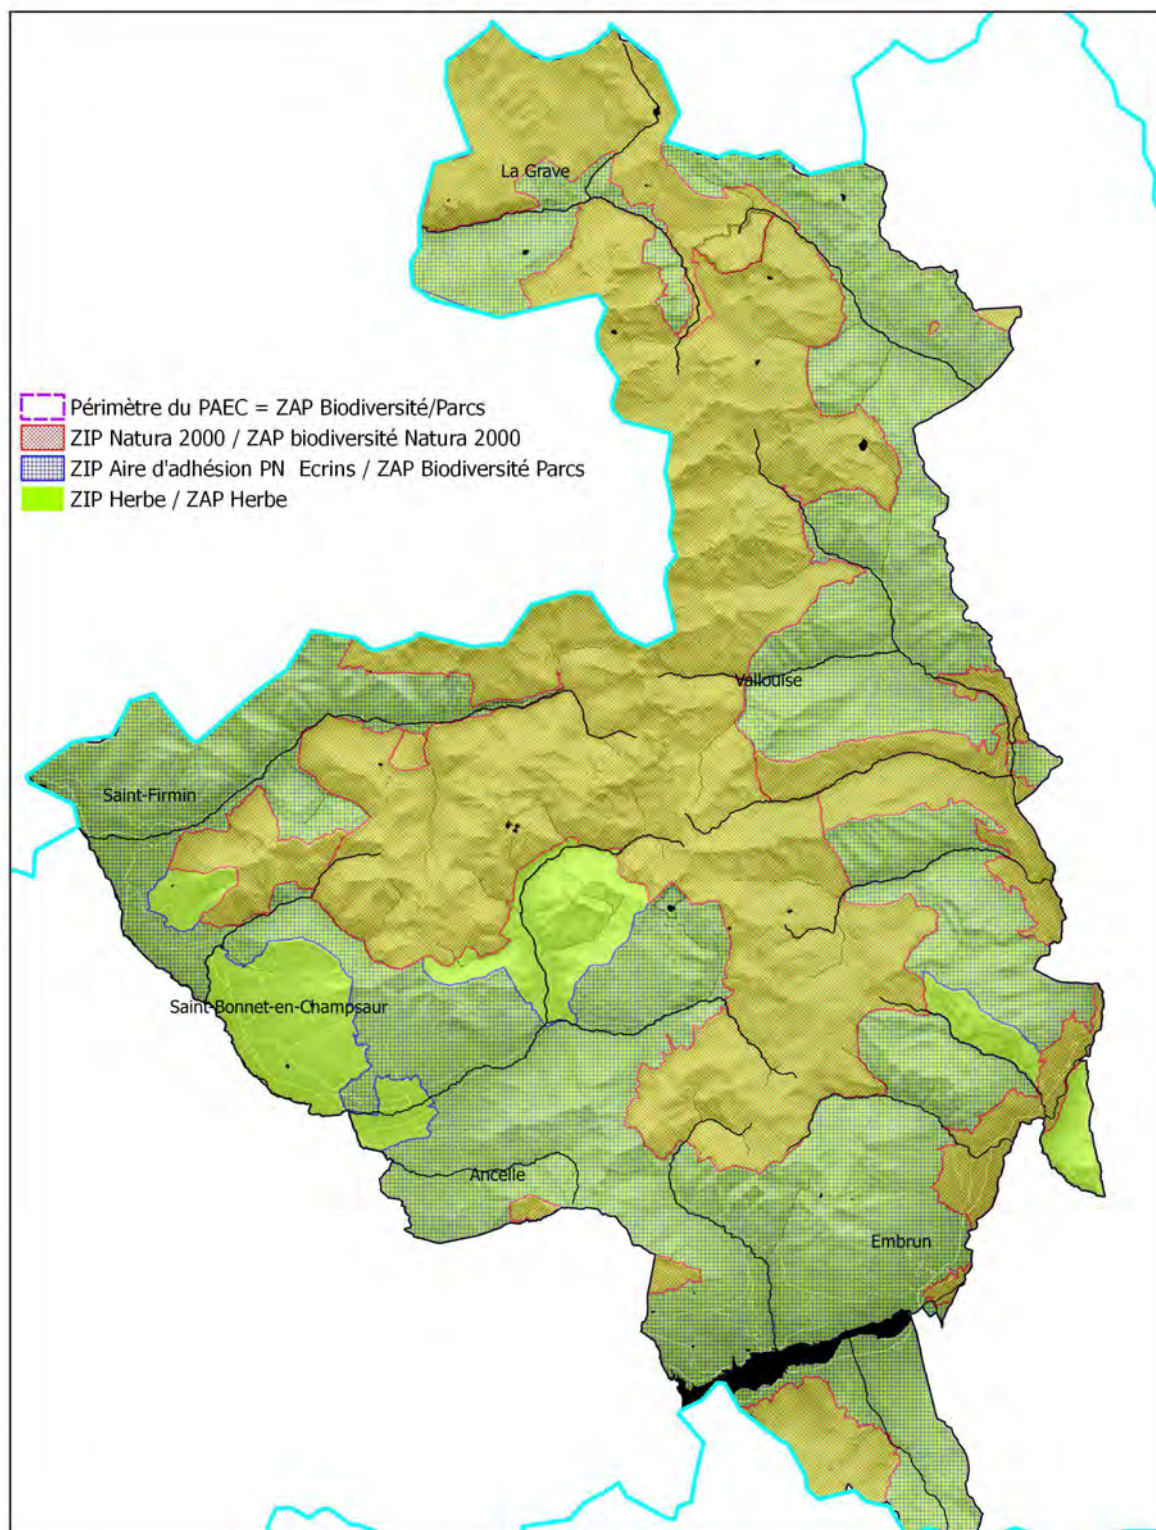 La Grave
Périmètre du PAEC = ZAP Biodiversité/Parcs
ZIP Natura 2000 / ZAP biodiversité Natura 2000
ZIP Aire d'adhésion PN Ecrins / ZAP Biodiversité Parcs
ZIP Herbe / ZAP Herbe
Vallouise
Saint-Firmin
Saint-Bonnet-en-Champsaur
Ancelle
Embrun